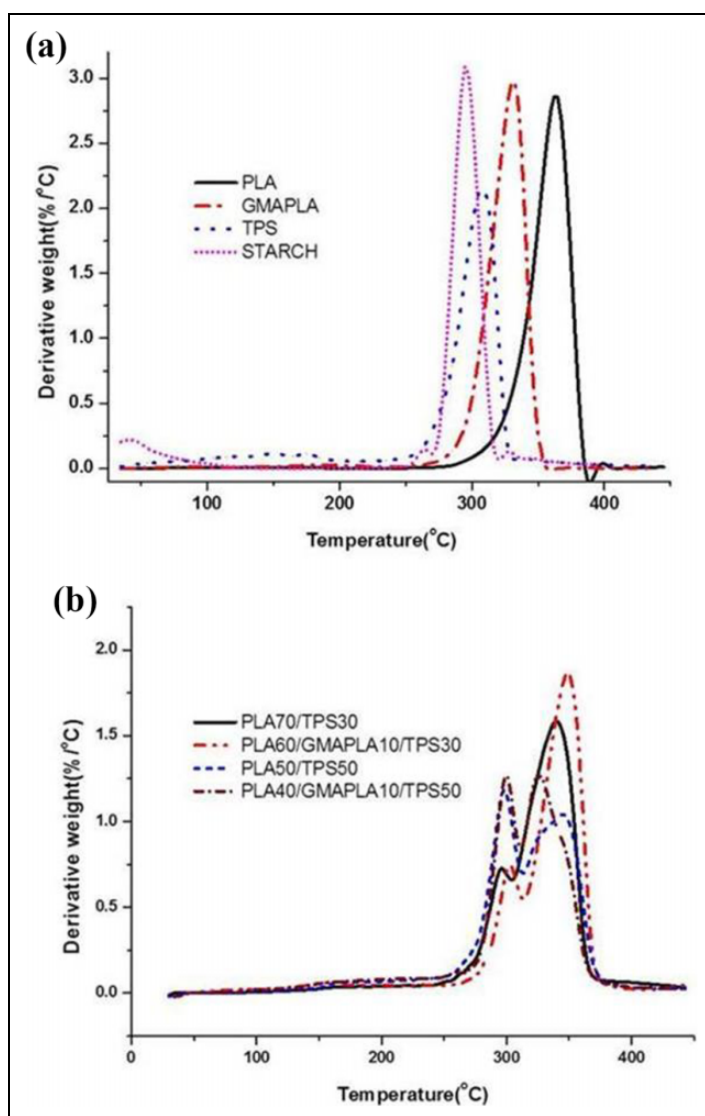 (a)
Derivative weight(%/°C)
3.0
2.5
2.0
1.5
1.0
0.5
0.0
PLA
GMAPLA
TPS
STARCH
100 200 300 400
Temperature(°C)
(b)
Derivative weight(%/°C)
2.0
1.5
1.0
0.5
0.0
PLA70/TPS30
PLA60/GMAPLA10/TPS30
PLA50/TPS50
PLA40/GMAPLA10/TPS50
0 100 200 300 400
Temperature(°C)